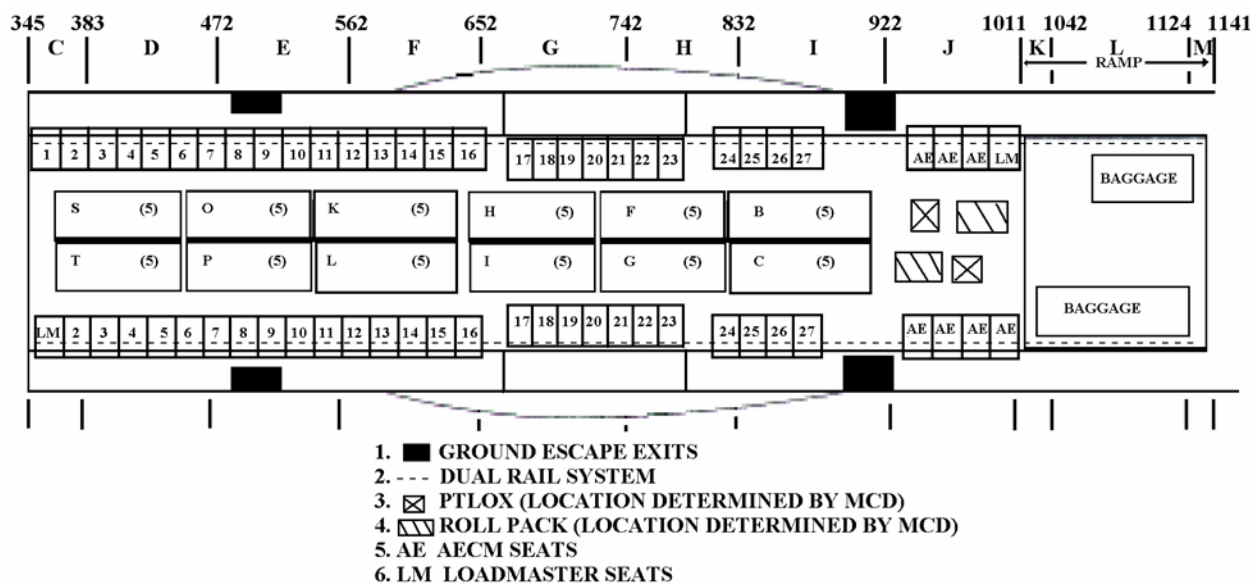 345 383 472 562 652 742 832 922 1011 1042 1124 1141
C D E F G H I J K L M
RAMP
1 2 3 4 5 6 7 8 9 10 11 12 13 14 15 16 17 18 19 20 21 22 23 24 25 26 27 AE AE AE LM
BAGGAGE
S (5) O (5) K (5) H (5) F (5) B (5)
T (5) P (5) L (5) I (5) G (5) C (5)
BAGGAGE
LM 2 3 4 5 6 7 8 9 10 11 12 13 14 15 16 17 18 19 20 21 22 23 24 25 26 27 AE AE AE AE
1. GROUND ESCAPE EXITS
2. DUAL RAIL SYSTEM
3. PTLOX (LOCATION DETERMINED BY MCD)
4. ROLL PACK (LOCATION DETERMINED BY MCD)
5. AE AECM SEATS
6. LM LOADMASTER SEATS